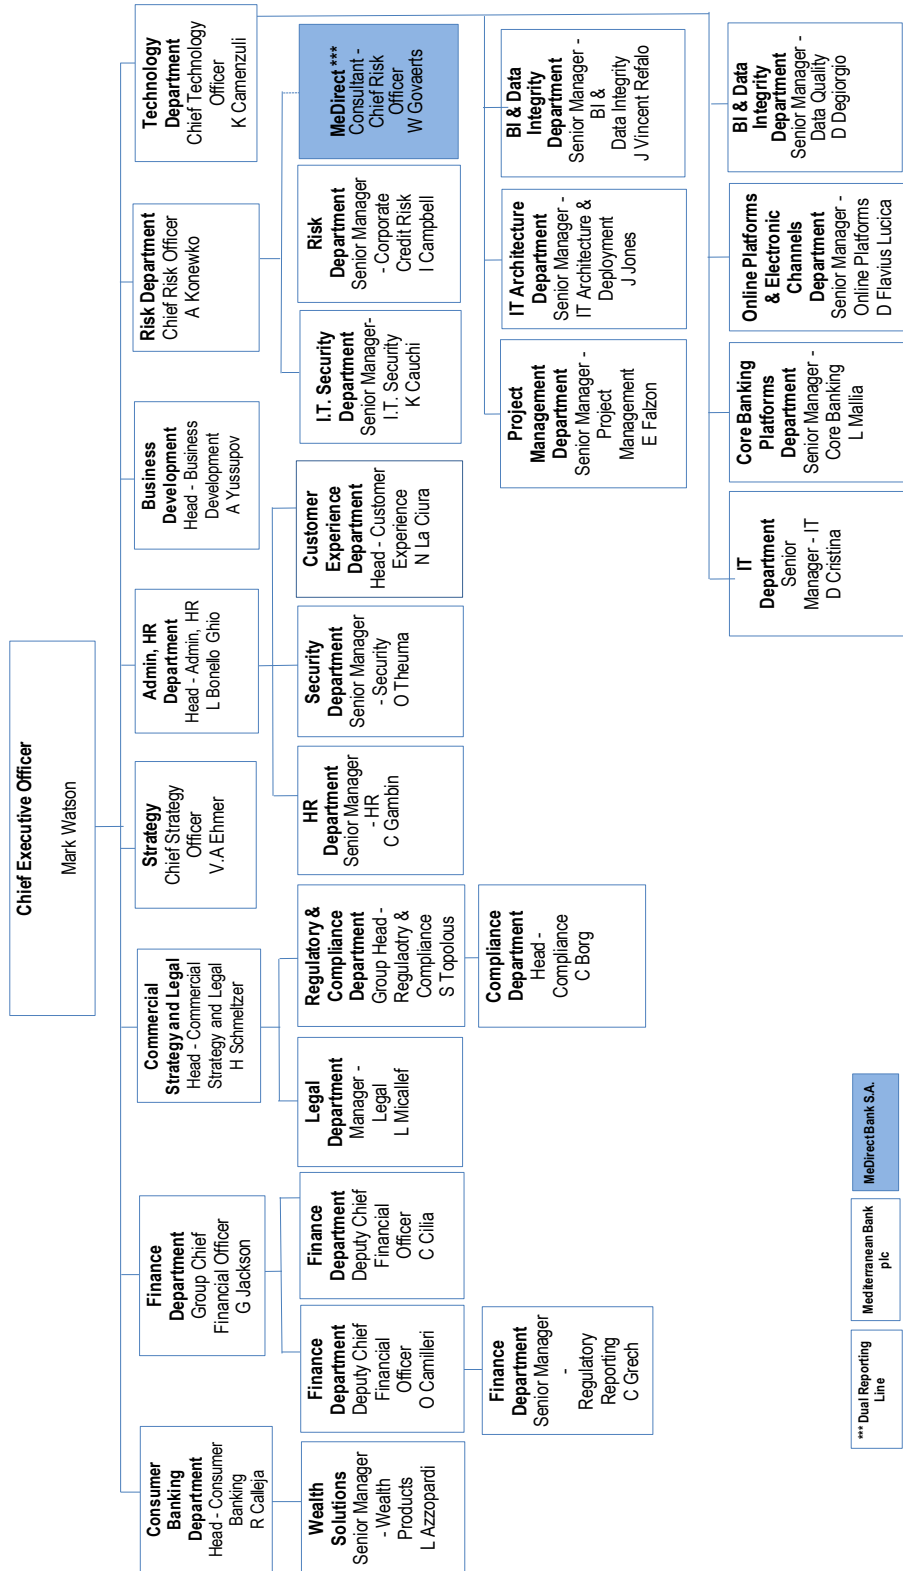 Chief Executive Officer
Mark Watson
Consumer
Banking
Department
Head - Consumer
Banking
R Calleja
Finance
Department
Group Chief
Financial Officer
G Jackson
Commercial
Strategy and Legal
Head - Commercial
Strategy and Legal
H Schmeltzer
Strategy
Chief Strategy
Officer
V.A Ehmer
Admin, HR
Department
Head - Admin, HR
L Bonello Ghio
Business
Development
Head - Business
Development
A Yussupov
Risk Department
Chief Risk Officer
A Konewko
Technology
Department
Chief Technology
Officer
K Camenzuli
Wealth
Solutions
Senior Manager
- Wealth
Products
L Azzopardi
Finance
Department
Deputy Chief
Financial
Officer
O Camilleri
Finance
Department
Deputy Chief
Financial
Officer
C Cilia
Legal
Department
Manager -
Legal
L Micallef
Regulatory &
Compliance
Department
Group Head -
Regulaotry &
Compliance
S Topolous
HR
Department
Senior Manager
- HR
C Gambin
Security
Department
Senior Manager
- Security
O Theuma
Customer
Experience
Department
Head - Customer
Experience
N La Ciura
I.T. Security
Department
Senior Manager-
I.T. Security
K Cauchi
Risk
Department
Senior Manager
- Corporate
Credit Risk
I Campbell
MeDirect ***
Consultant -
Chief Risk
Officer
W Govaerts
Finance
Department
Senior Manager
-
Regulatory
Reporting
C Grech
Compliance
Department
Head -
Compliance
C Borg
Project
Management
Department
Senior Manager -
Project
Management
E Falzon
IT Architecture
Department
Senior Manager -
IT Architecture &
Deployment
J Jones
BI & Data
Integrity
Department
Senior Manager -
BI &
Data Integrity
J Vincent Refalo
IT
Department
Senior
Manager - IT
D Cristina
Core Banking
Platforms
Department
Senior Manager -
Core Banking
L Mallia
Online Platforms
& Electronic
Channels
Department
Senior Manager -
Online Platforms
D Flavius Lucica
BI & Data
Integrity
Department
Senior Manager -
Data Quality
D Degiorgio
*** Dual Reporting
Line
Mediterranean Bank
plc
MeDirect Bank S.A.